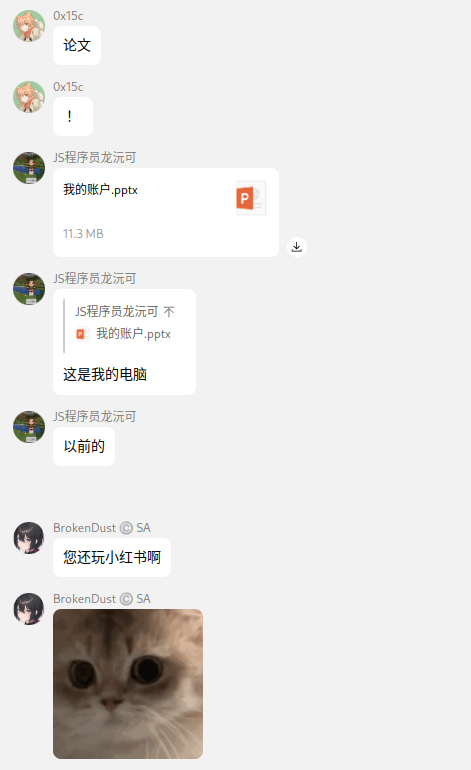 0x15c
论文
0x15c
！
JS程序员龙沅可
我的账户.pptx
P
11.3 MB
JS程序员龙沅可
JS程序员龙沅可 不
P 我的账户.pptx
这是我的电脑
JS程序员龙沅可
以前的
BrokenDust Ⓒ SA
您还玩小红书啊
BrokenDust Ⓒ SA